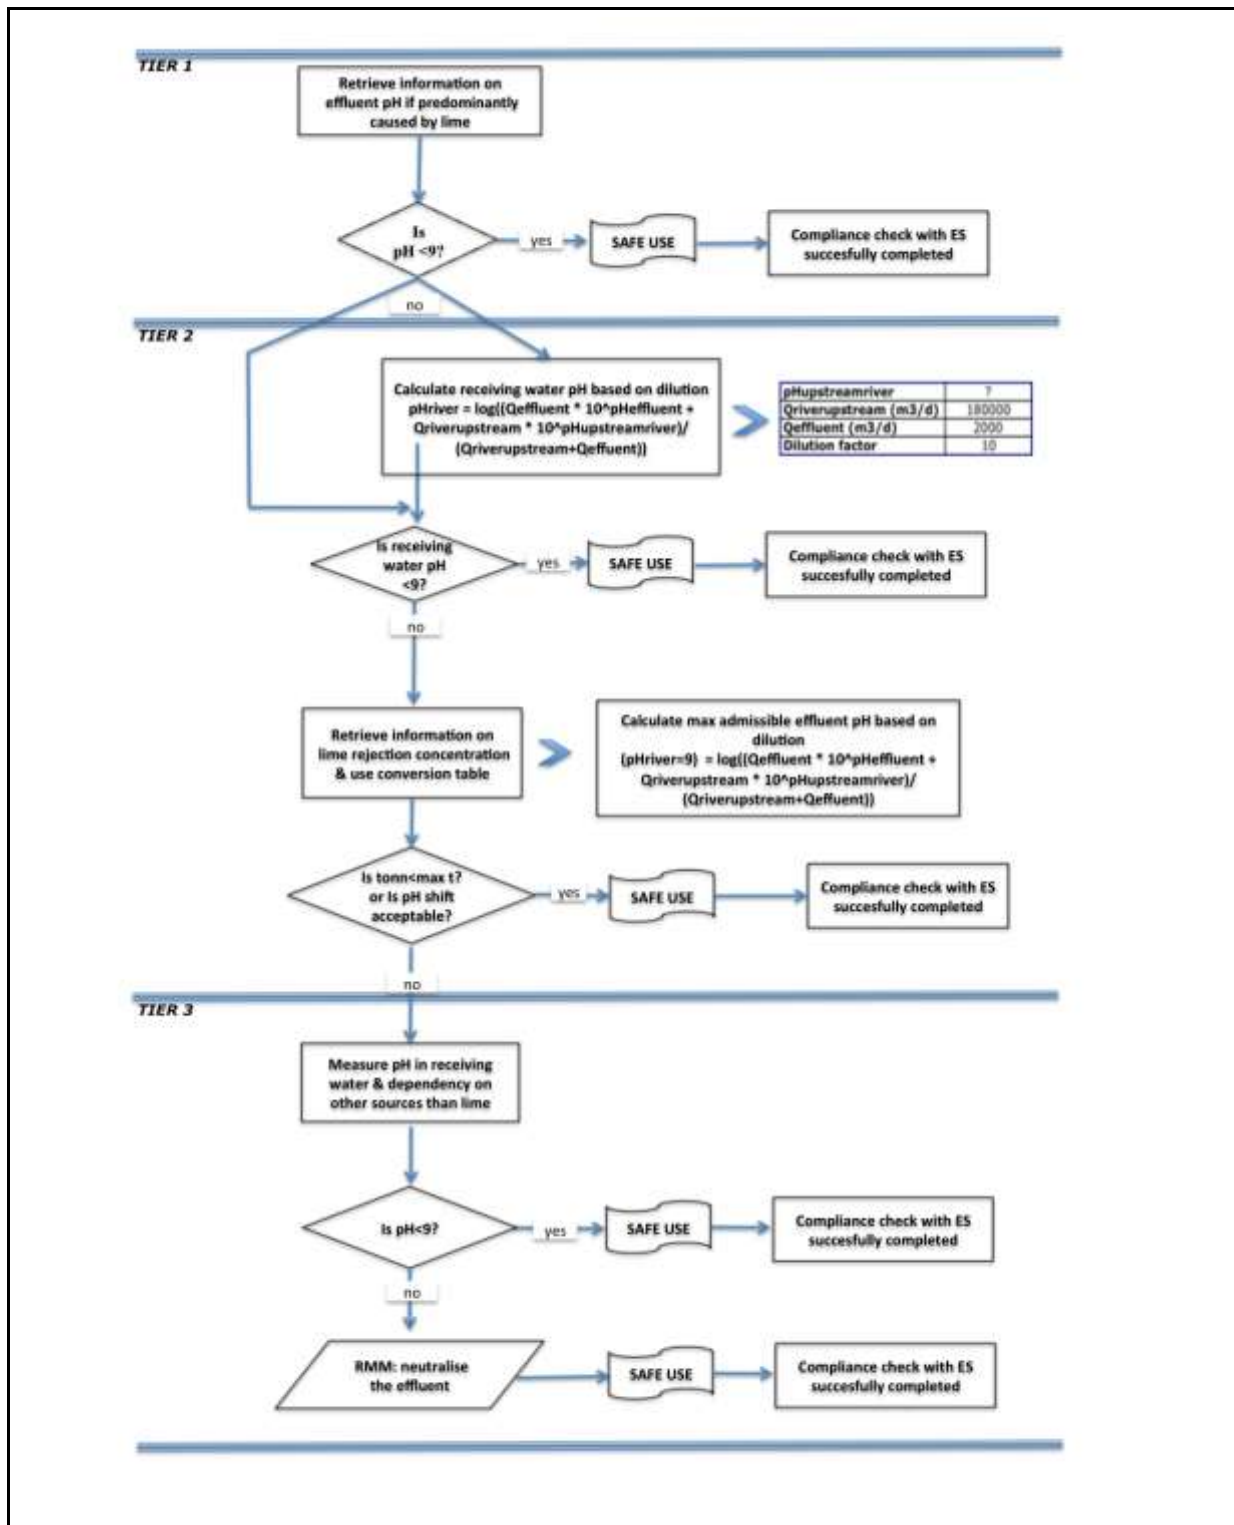 TIER 1
Retrieve information on
effluent pH if predominantly
caused by lime
Is
pH <9?
yes
SAFE USE
Compliance check with ES
succesfully completed
no
TIER 2
Calculate receiving water pH based on dilution
pHriver = log((Qeffluent * 10^pHeffluent +
Qriverupstream * 10^pHupstreamriver)/
(Qriverupstream+Qeffuent))
pHupstreamriver ?
Qriverupstream (m3/d) 180000
Qeffluent (m3/d) 2000
Dilution factor 10
Is receiving
water pH
<9?
yes
SAFE USE
Compliance check with ES
succesfully completed
no
Retrieve information on
lime rejection concentration
& use conversion table
Calculate max admissible effluent pH based on
dilution
(pHriver=9) = log((Qeffluent * 10^pHeffluent +
Qriverupstream * 10^pHupstreamriver)/
(Qriverupstream+Qeffuent))
Is tonn<max t?
or Is pH shift
acceptable?
yes
SAFE USE
Compliance check with ES
succesfully completed
no
TIER 3
Measure pH in receiving
water & dependency on
other sources than lime
Is pH<9?
yes
SAFE USE
Compliance check with ES
succesfully completed
no
RMM: neutralise
the effluent
SAFE USE
Compliance check with ES
succesfully completed